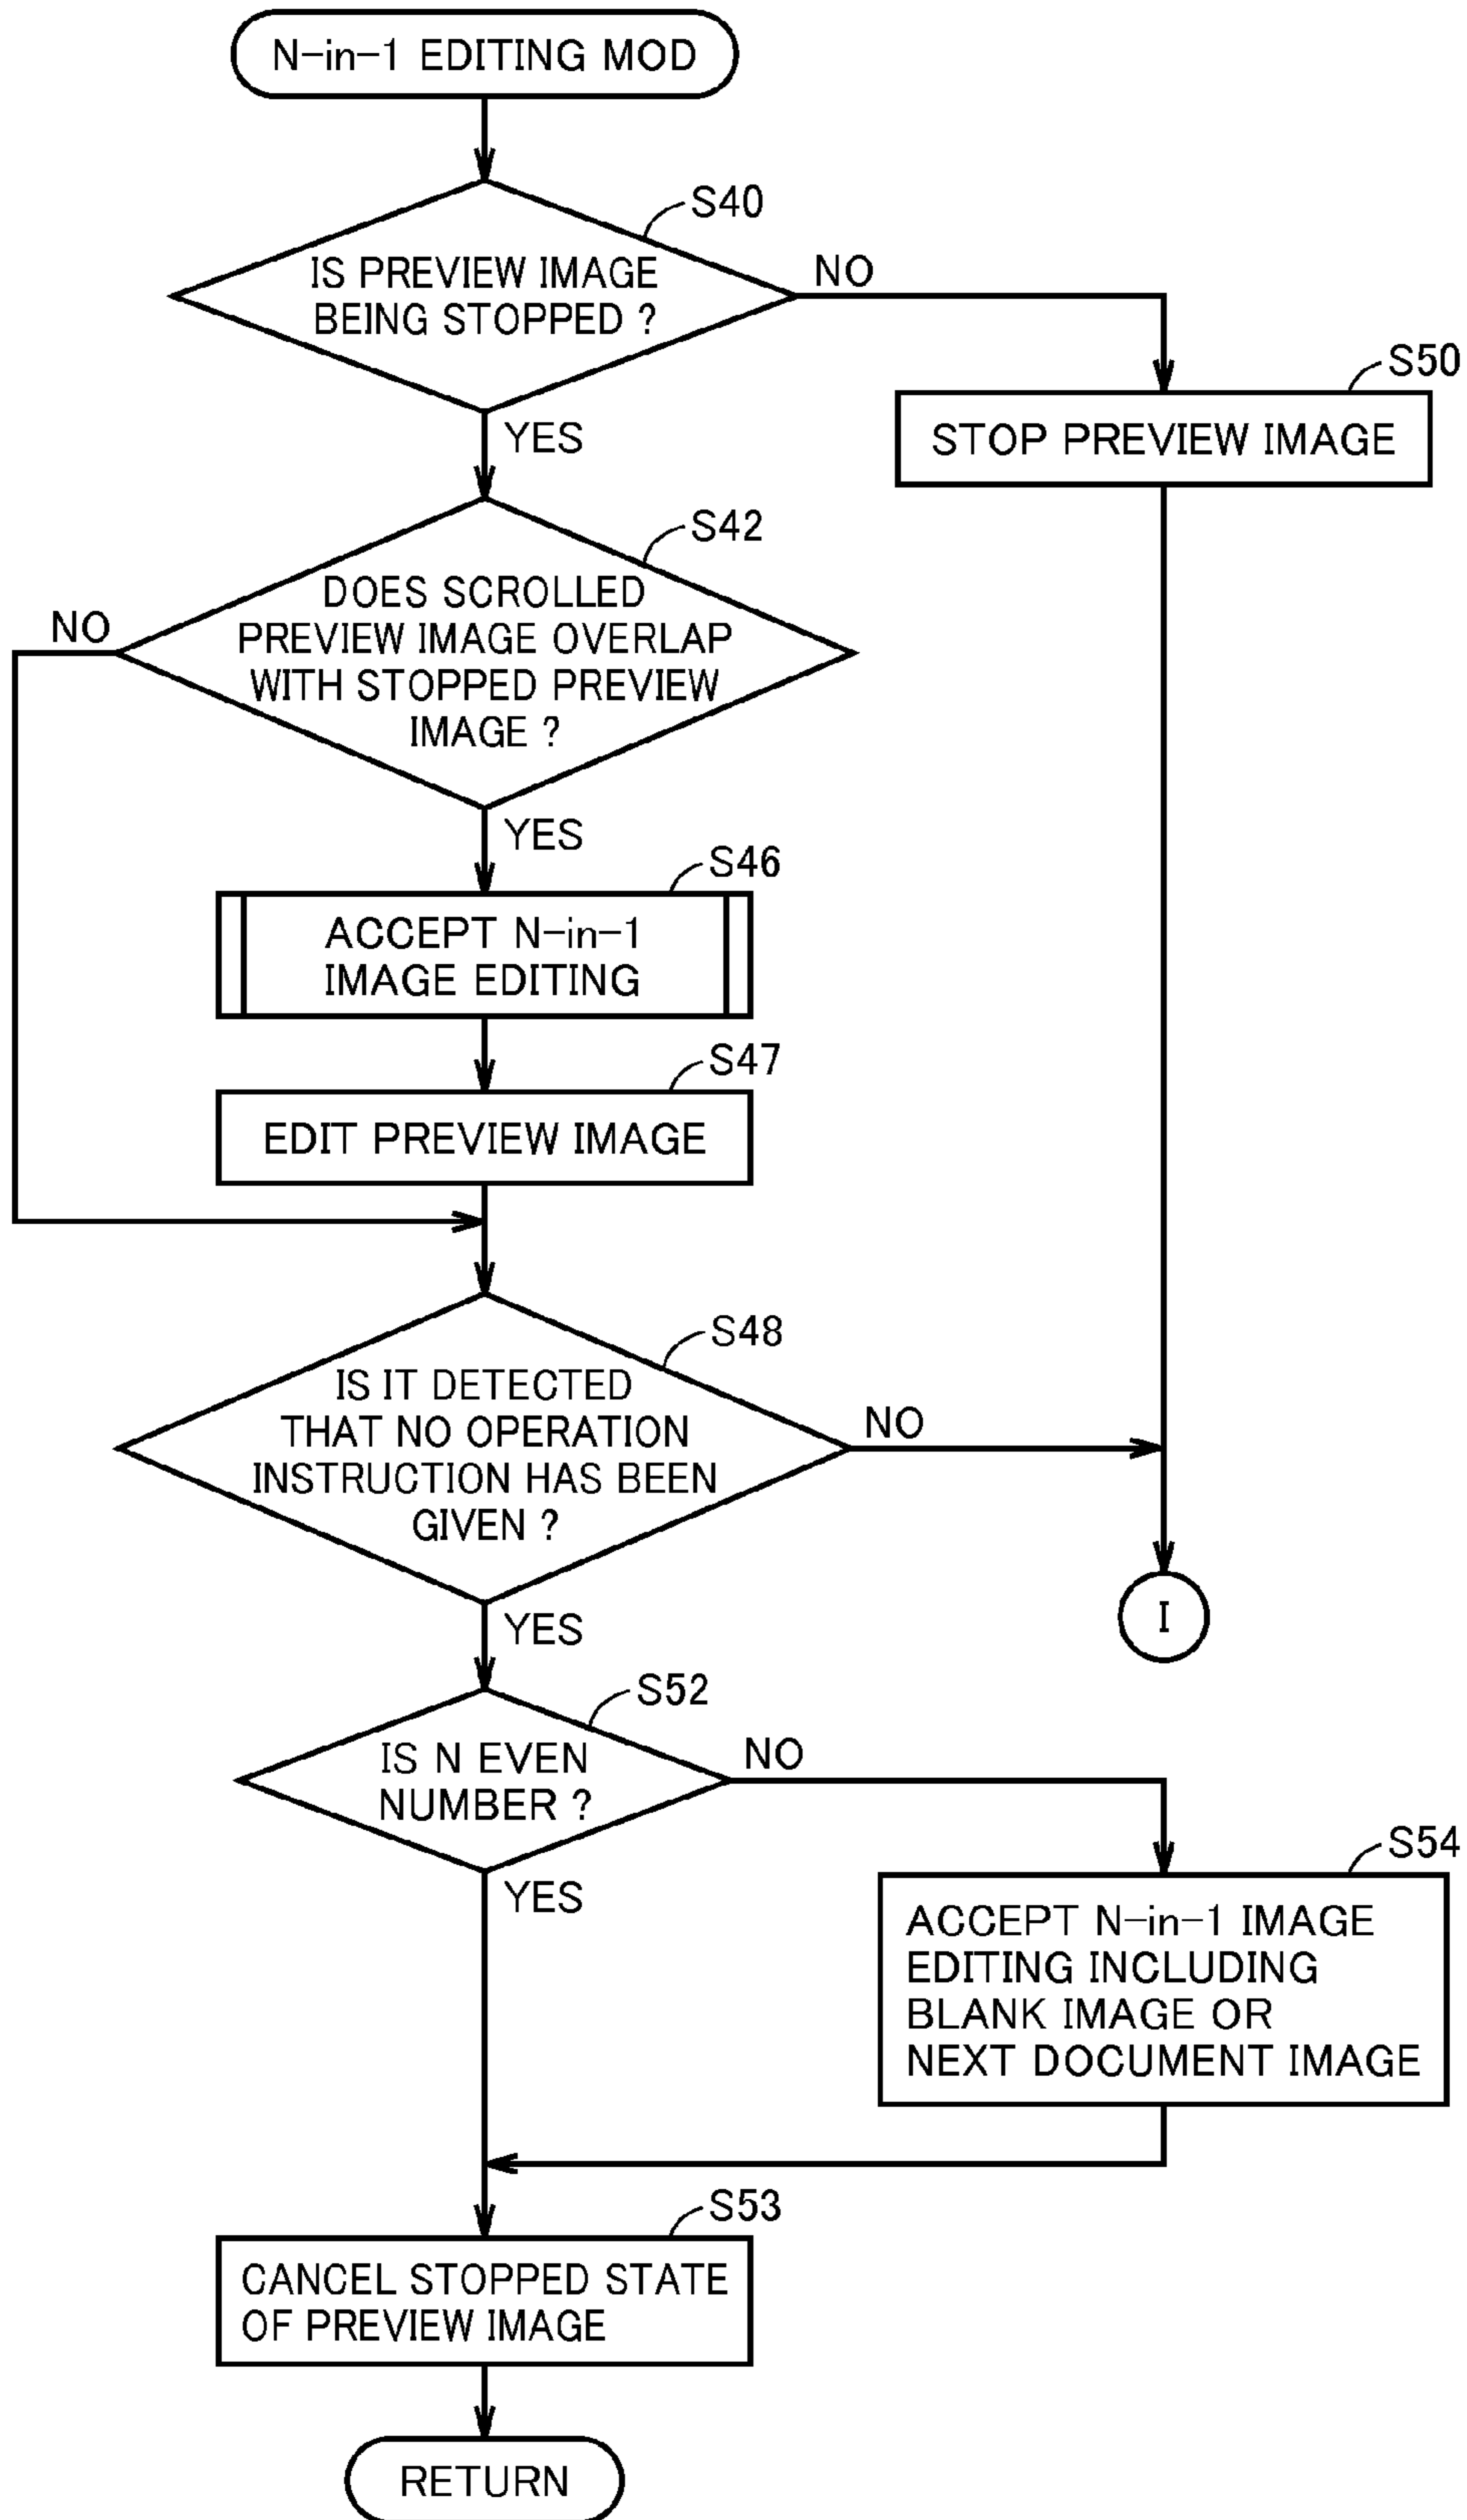 N-in-1 EDITING MOD
S40
IS PREVIEW IMAGE
BEING STOPPED ?
NO
S50
STOP PREVIEW IMAGE
YES
S42
DOES SCROLLED
PREVIEW IMAGE OVERLAP
WITH STOPPED PREVIEW
IMAGE ?
NO
YES
S46
ACCEPT N-in-1
IMAGE EDITING
S47
EDIT PREVIEW IMAGE
S48
IS IT DETECTED
THAT NO OPERATION
INSTRUCTION HAS BEEN
GIVEN ?
NO
I
YES
S52
IS N EVEN
NUMBER ?
NO
S54
ACCEPT N-in-1 IMAGE
EDITING INCLUDING
BLANK IMAGE OR
NEXT DOCUMENT IMAGE
YES
S53
CANCEL STOPPED STATE
OF PREVIEW IMAGE
RETURN